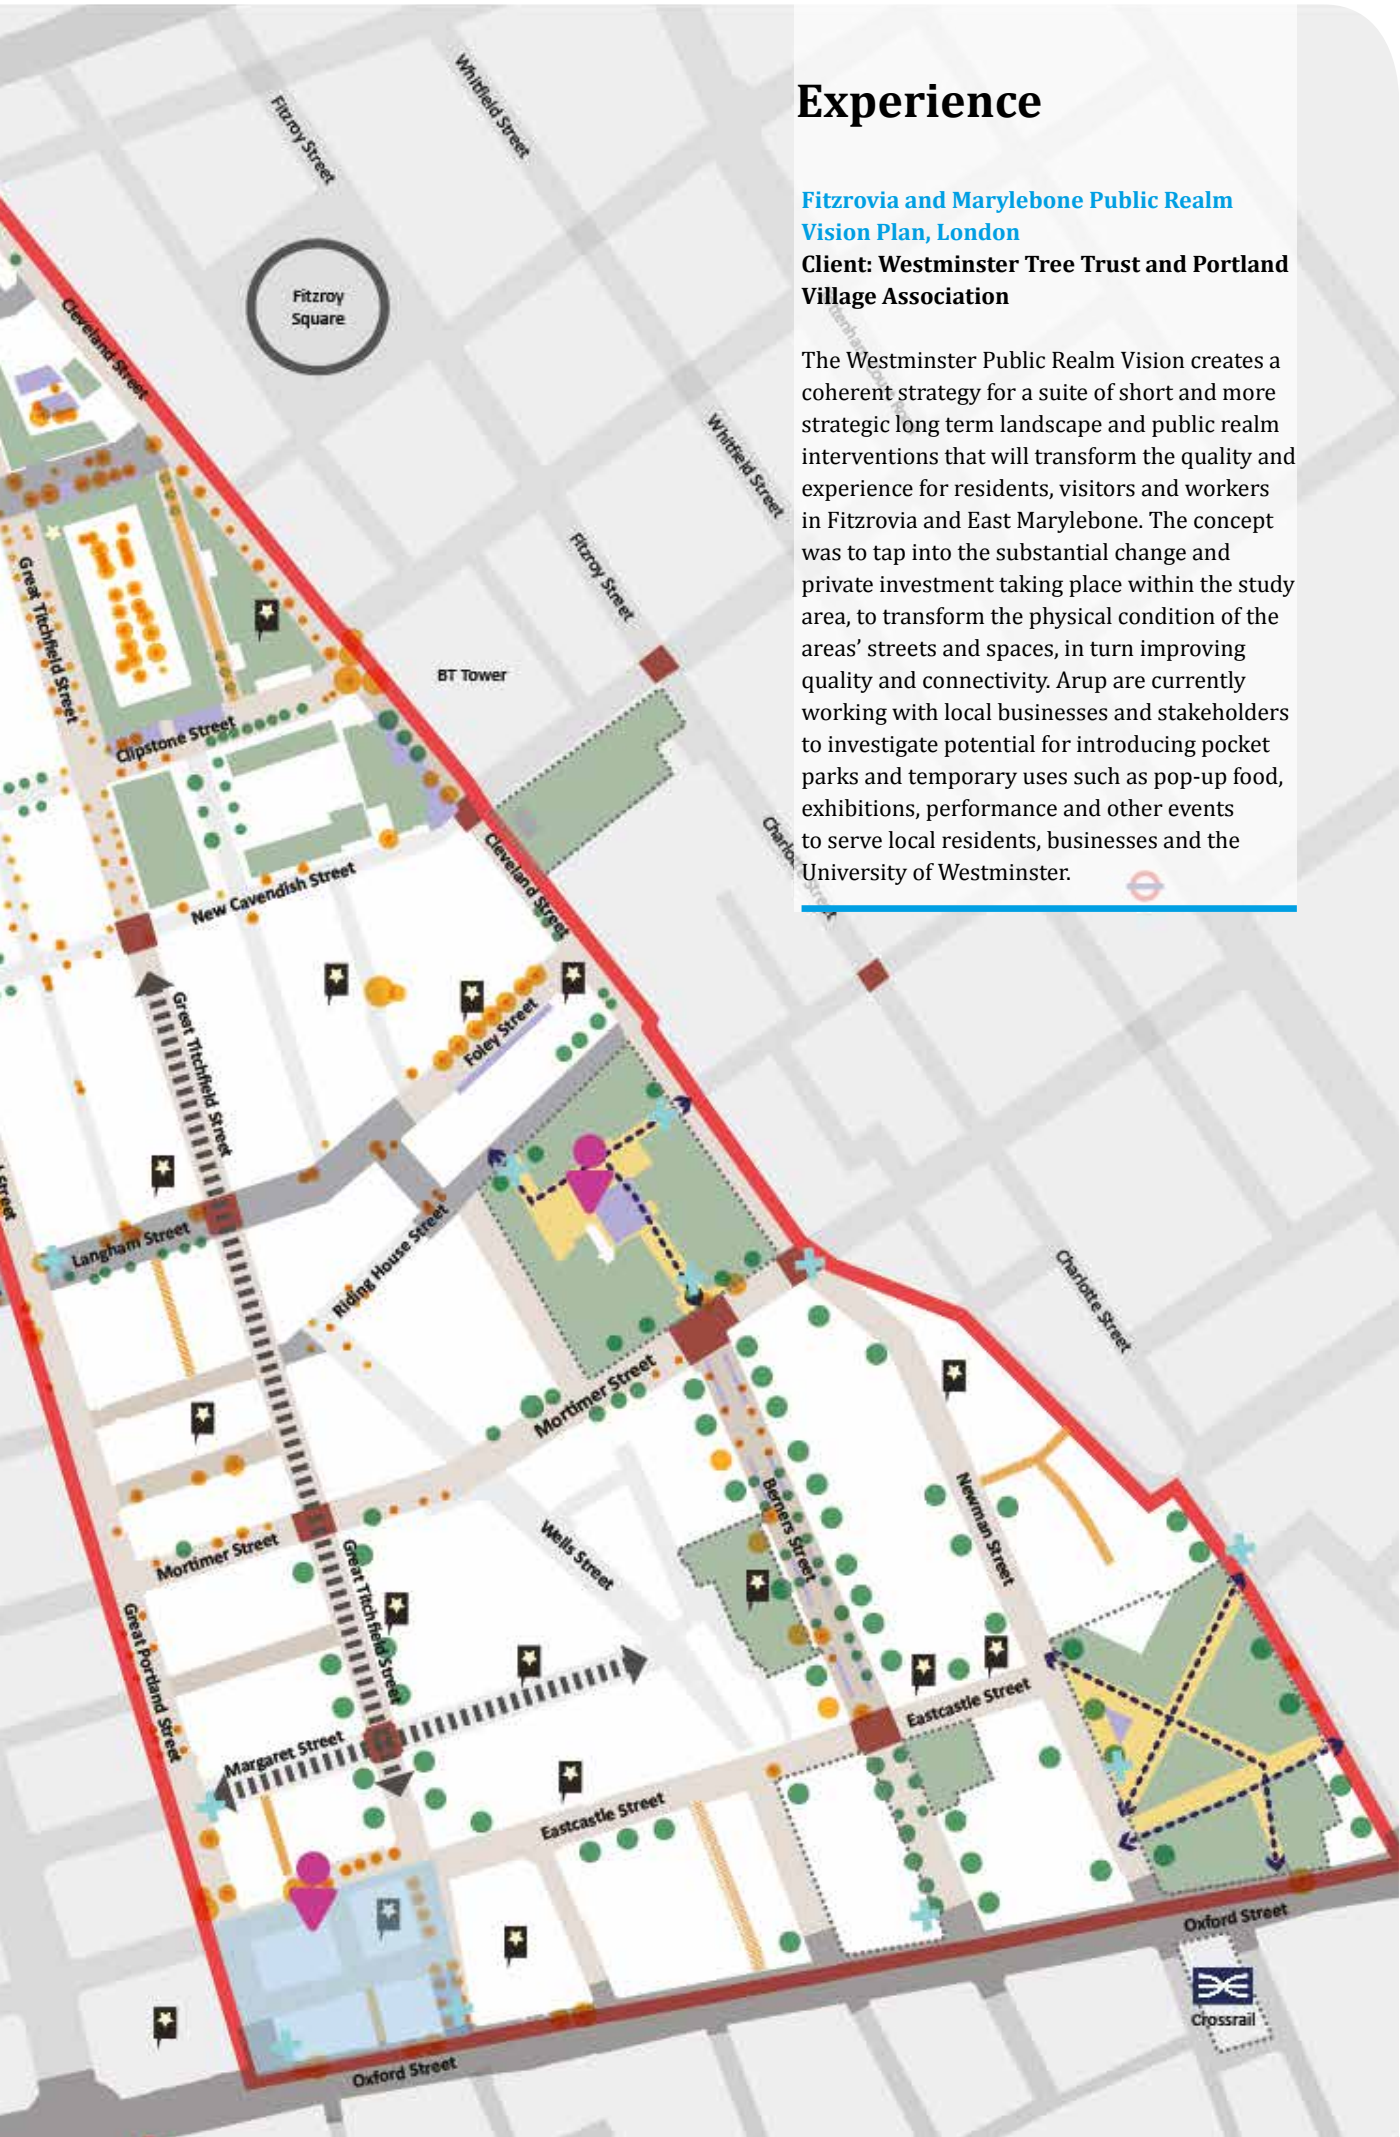 Experience
Fitzrovia and Marylebone Public Realm
Vision Plan, London
Client: Westminster Tree Trust and Portland
Village Association
The Westminster Public Realm Vision creates a
coherent strategy for a suite of short and more
strategic long term landscape and public realm
interventions that will transform the quality and
experience for residents, visitors and workers
in Fitzrovia and East Marylebone. The concept
was to tap into the substantial change and
private investment taking place within the study
area, to transform the physical condition of the
areas’ streets and spaces, in turn improving
quality and connectivity. Arup are currently
working with local businesses and stakeholders
to investigate potential for introducing pocket
parks and temporary uses such as pop-up food,
exhibitions, performance and other events
to serve local residents, businesses and the
University of Westminster.
Whitfield Street
Fitzroy Street
Fitzroy
Square
Cleveland Street
Whitfield Street
Fitzroy Street
Great Titchfield Street
BT Tower
Clipstone Street
Charlotte Street
Cleveland Street
New Cavendish Street
Great Titchfield Street
Foley Street
Street
Langham Street
Riding House Street
Charlotte Street
Mortimer Street
Berners Street
Newman Street
Wells Street
Mortimer Street
Great Titchfield Street
Great Portland Street
Eastcastle Street
Margaret Street
Eastcastle Street
Oxford Street
Crossrail
Oxford Street